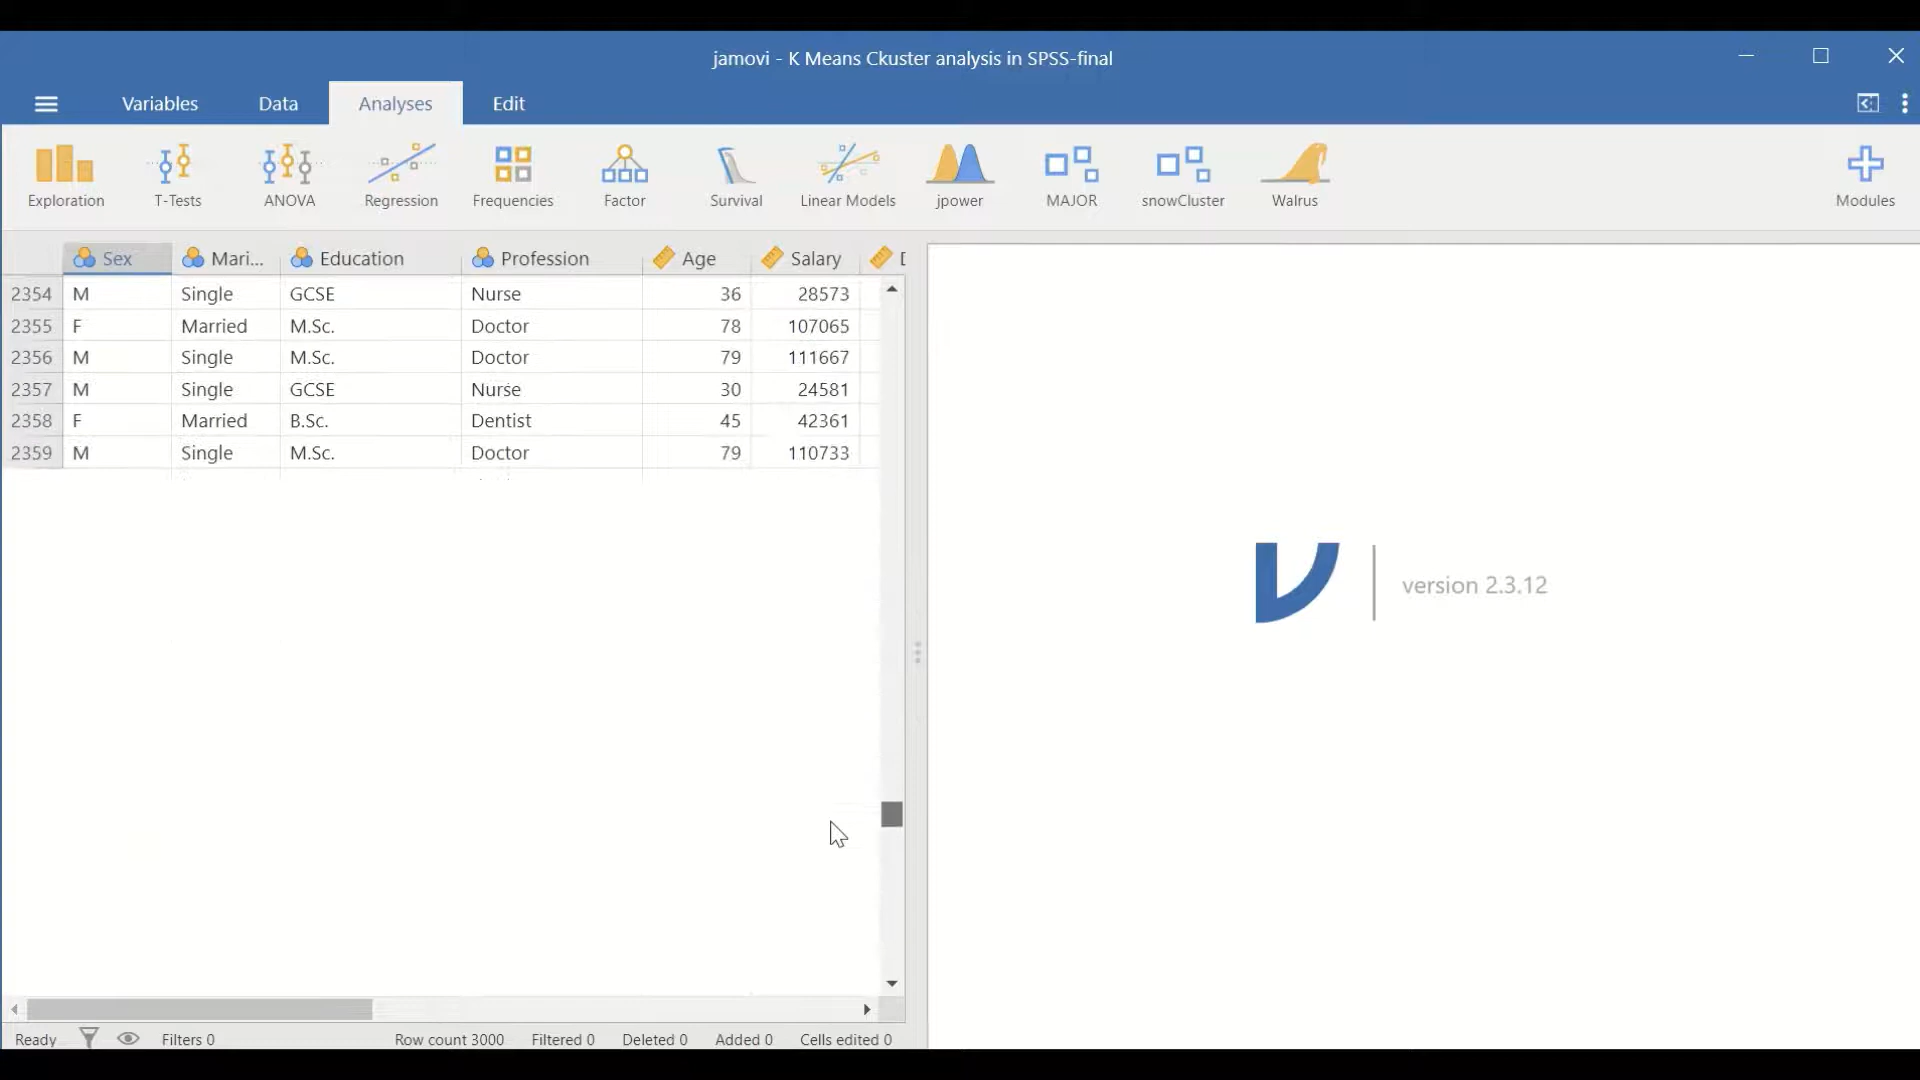 jamovi - K Means Ckuster analysis in SPSS-final
Variables Data Analyses Edit
Exploration T-Tests ANOVA Regression Frequencies Factor Survival Linear Models jpower MAJOR snowCluster Walrus Modules
Sex Mari... Education Profession Age Salary
2354 M Single GCSE Nurse 36 28573
2355 F Married M.Sc. Doctor 78 107065
2356 M Single M.Sc. Doctor 79 111667
2357 M Single GCSE Nurse 30 24581
2358 F Married B.Sc. Dentist 45 42361
2359 M Single M.Sc. Doctor 79 110733
version 2.3.12
Ready Filters 0 Row count 3000 Filtered 0 Deleted 0 Added 0 Cells edited 0